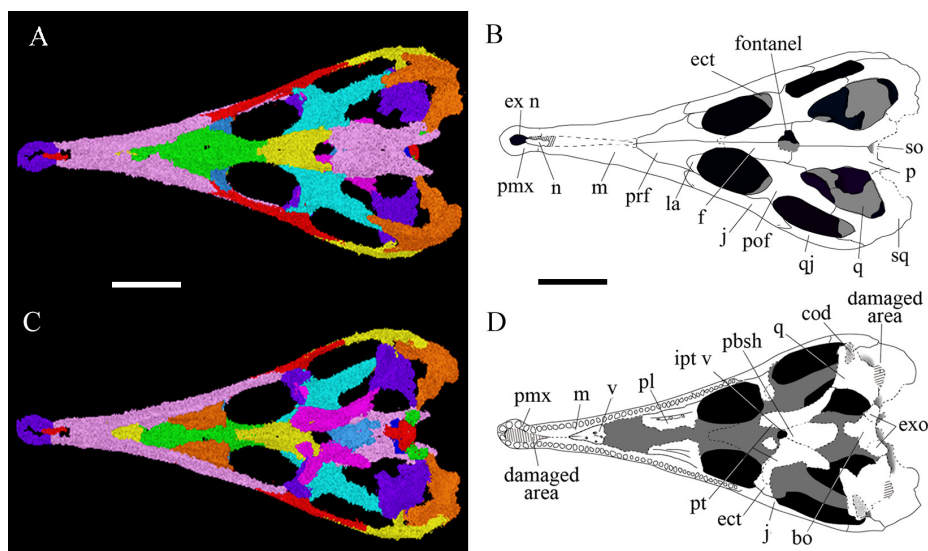 A
B
fontanel
ect
ex n
so
p
pmx
n
m
prf
la
f
j
pof
qj
q
sq
C
D
damaged
area
cod
q
pbsh
ipt v
pl
v
m
pmx
exo
damaged
area
pt
ect
j
bo